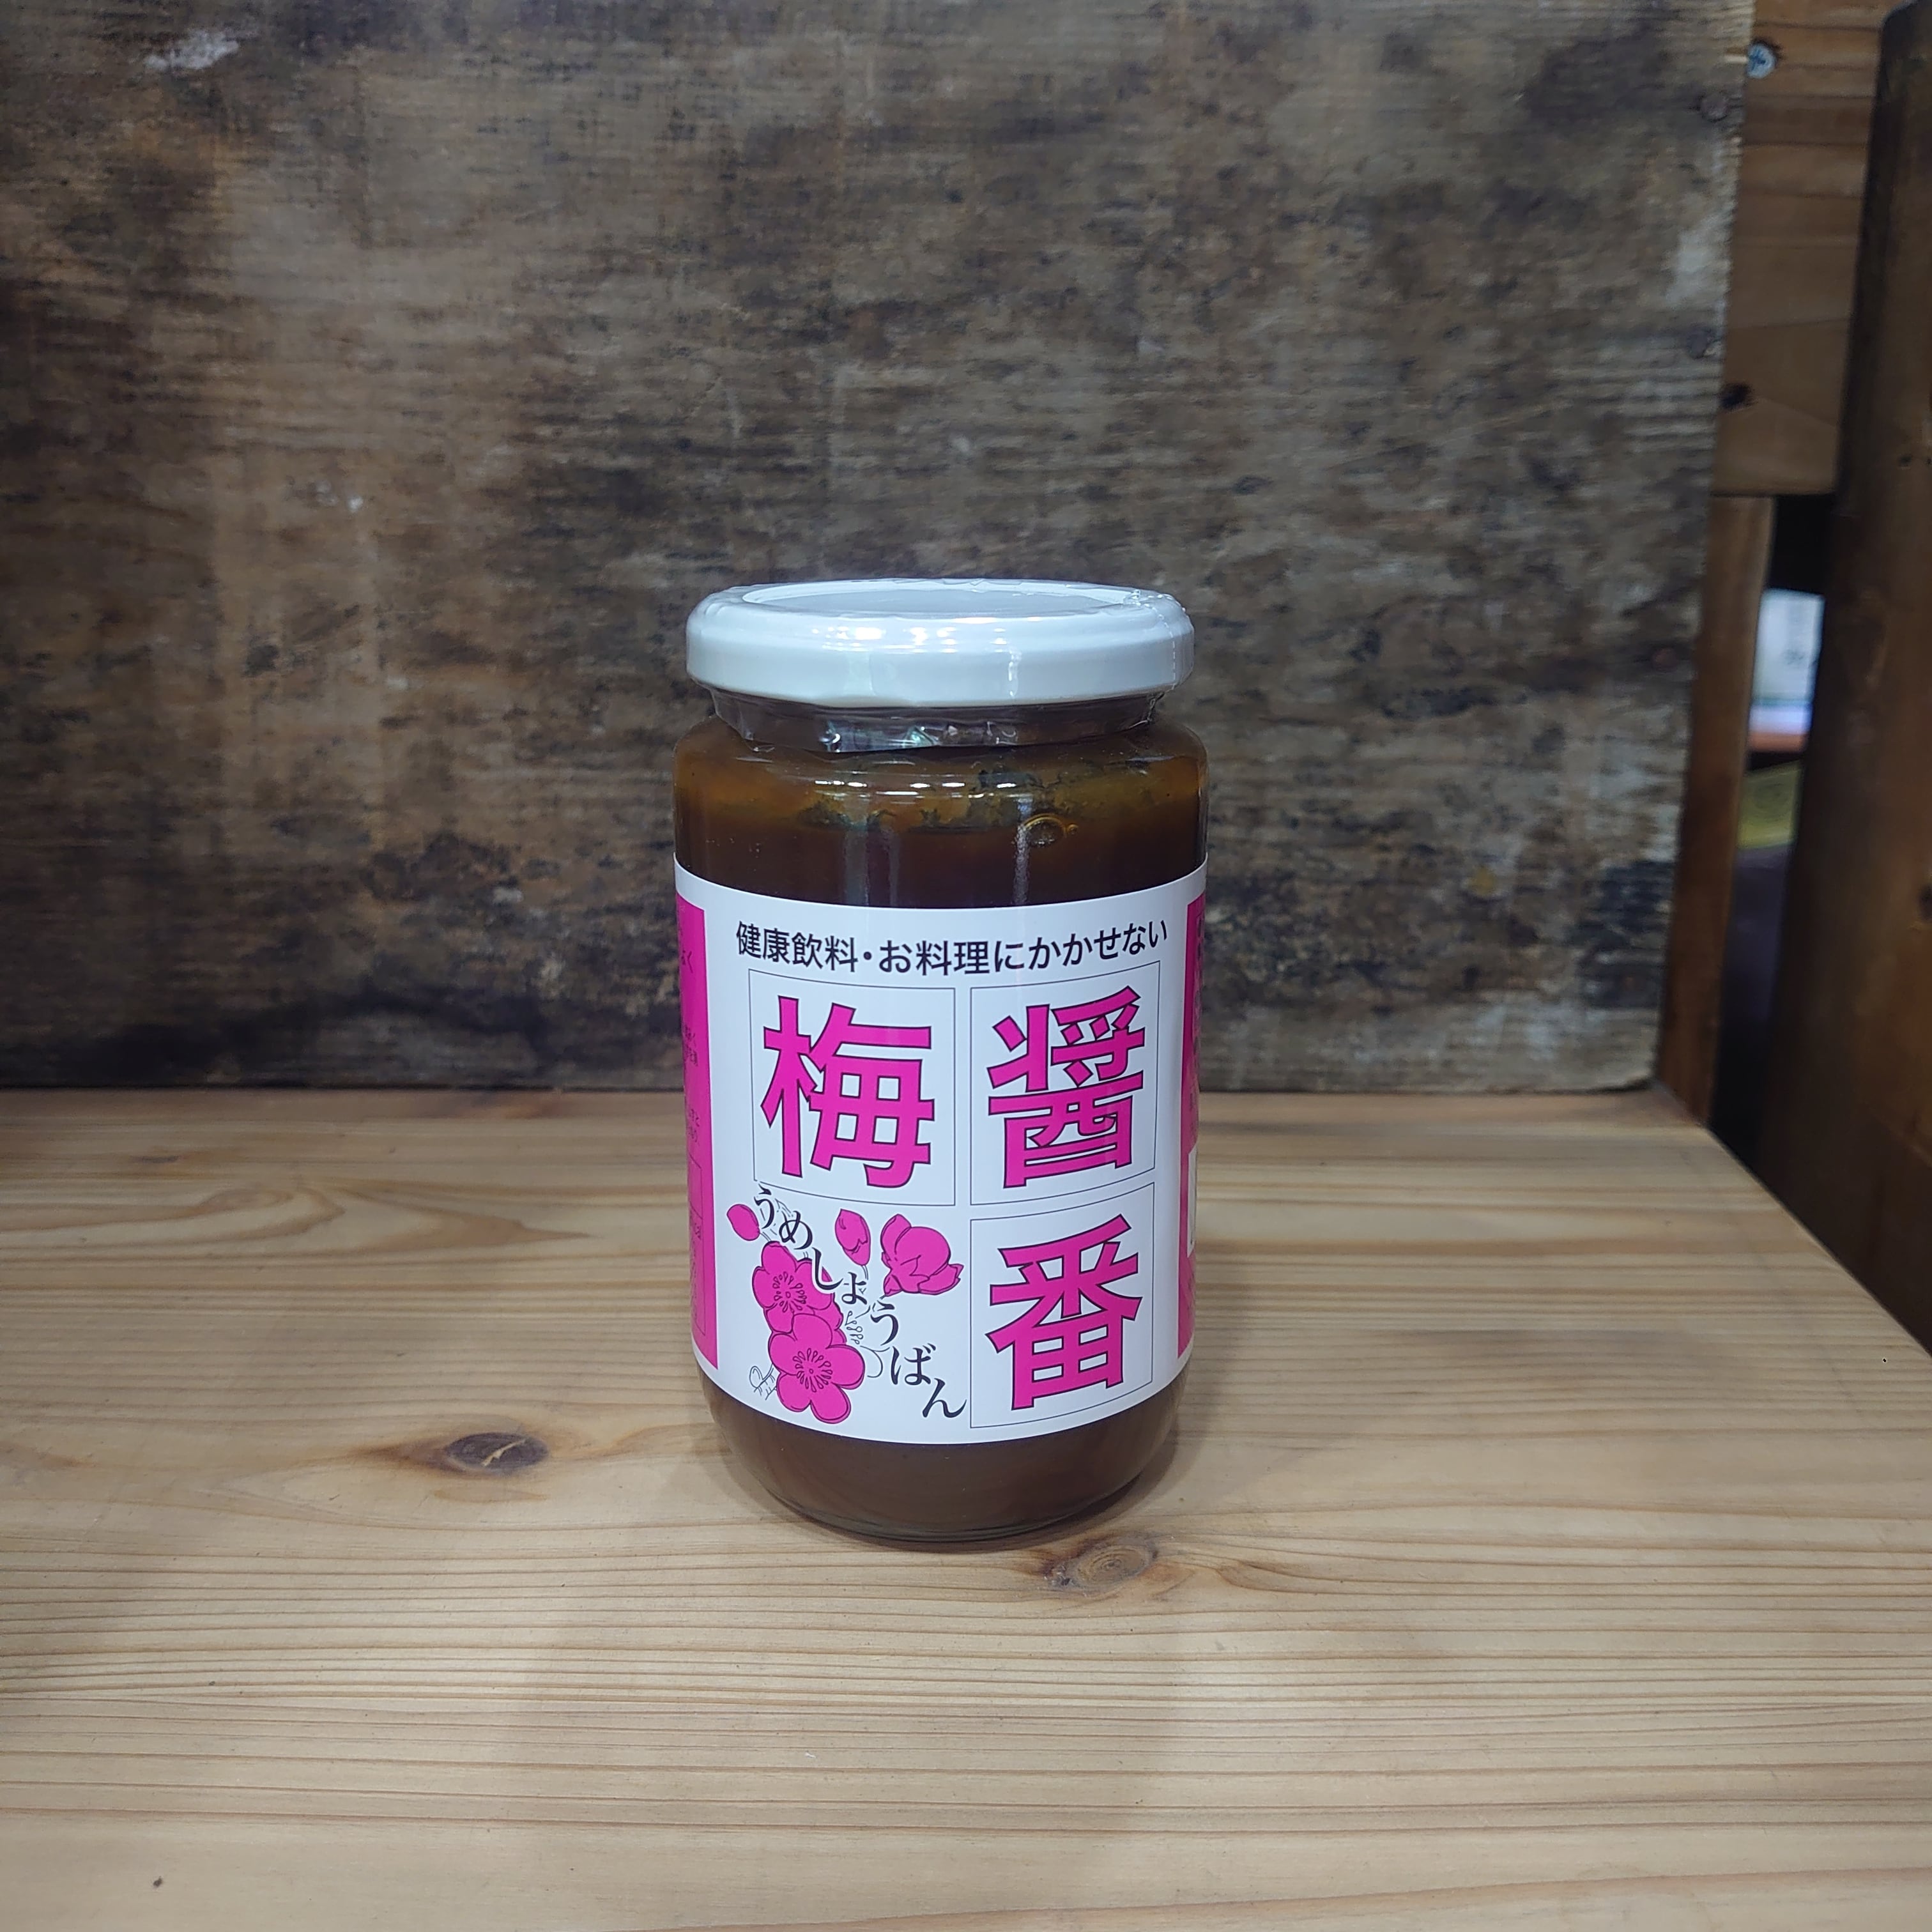 健康飲料・お料理にかかせない
梅醤番
うめしょうばん